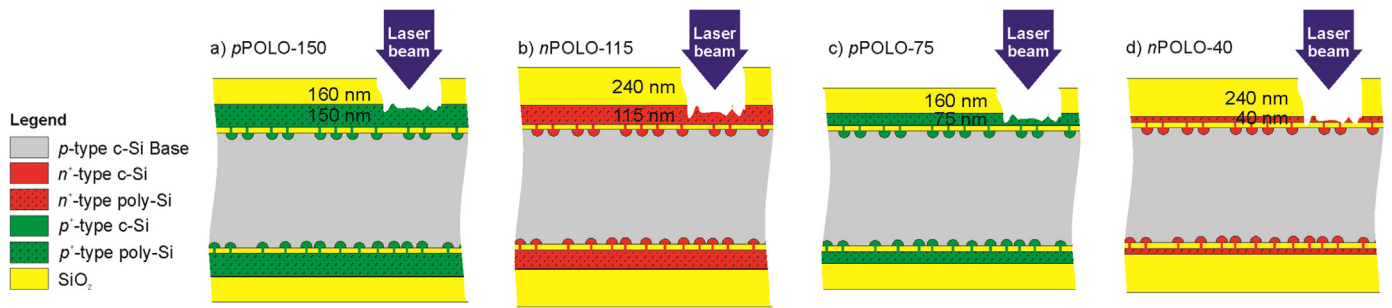 a) pPOLO-150
Laser
beam
160 nm
150 nm
b) nPOLO-115
Laser
beam
240 nm
115 nm
c) pPOLO-75
Laser
beam
160 nm
75 nm
d) nPOLO-40
Laser
beam
240 nm
40 nm
Legend
p-type c-Si Base
n⁺-type c-Si
n⁺-type poly-Si
p⁺-type c-Si
p⁺-type poly-Si
SiO₂